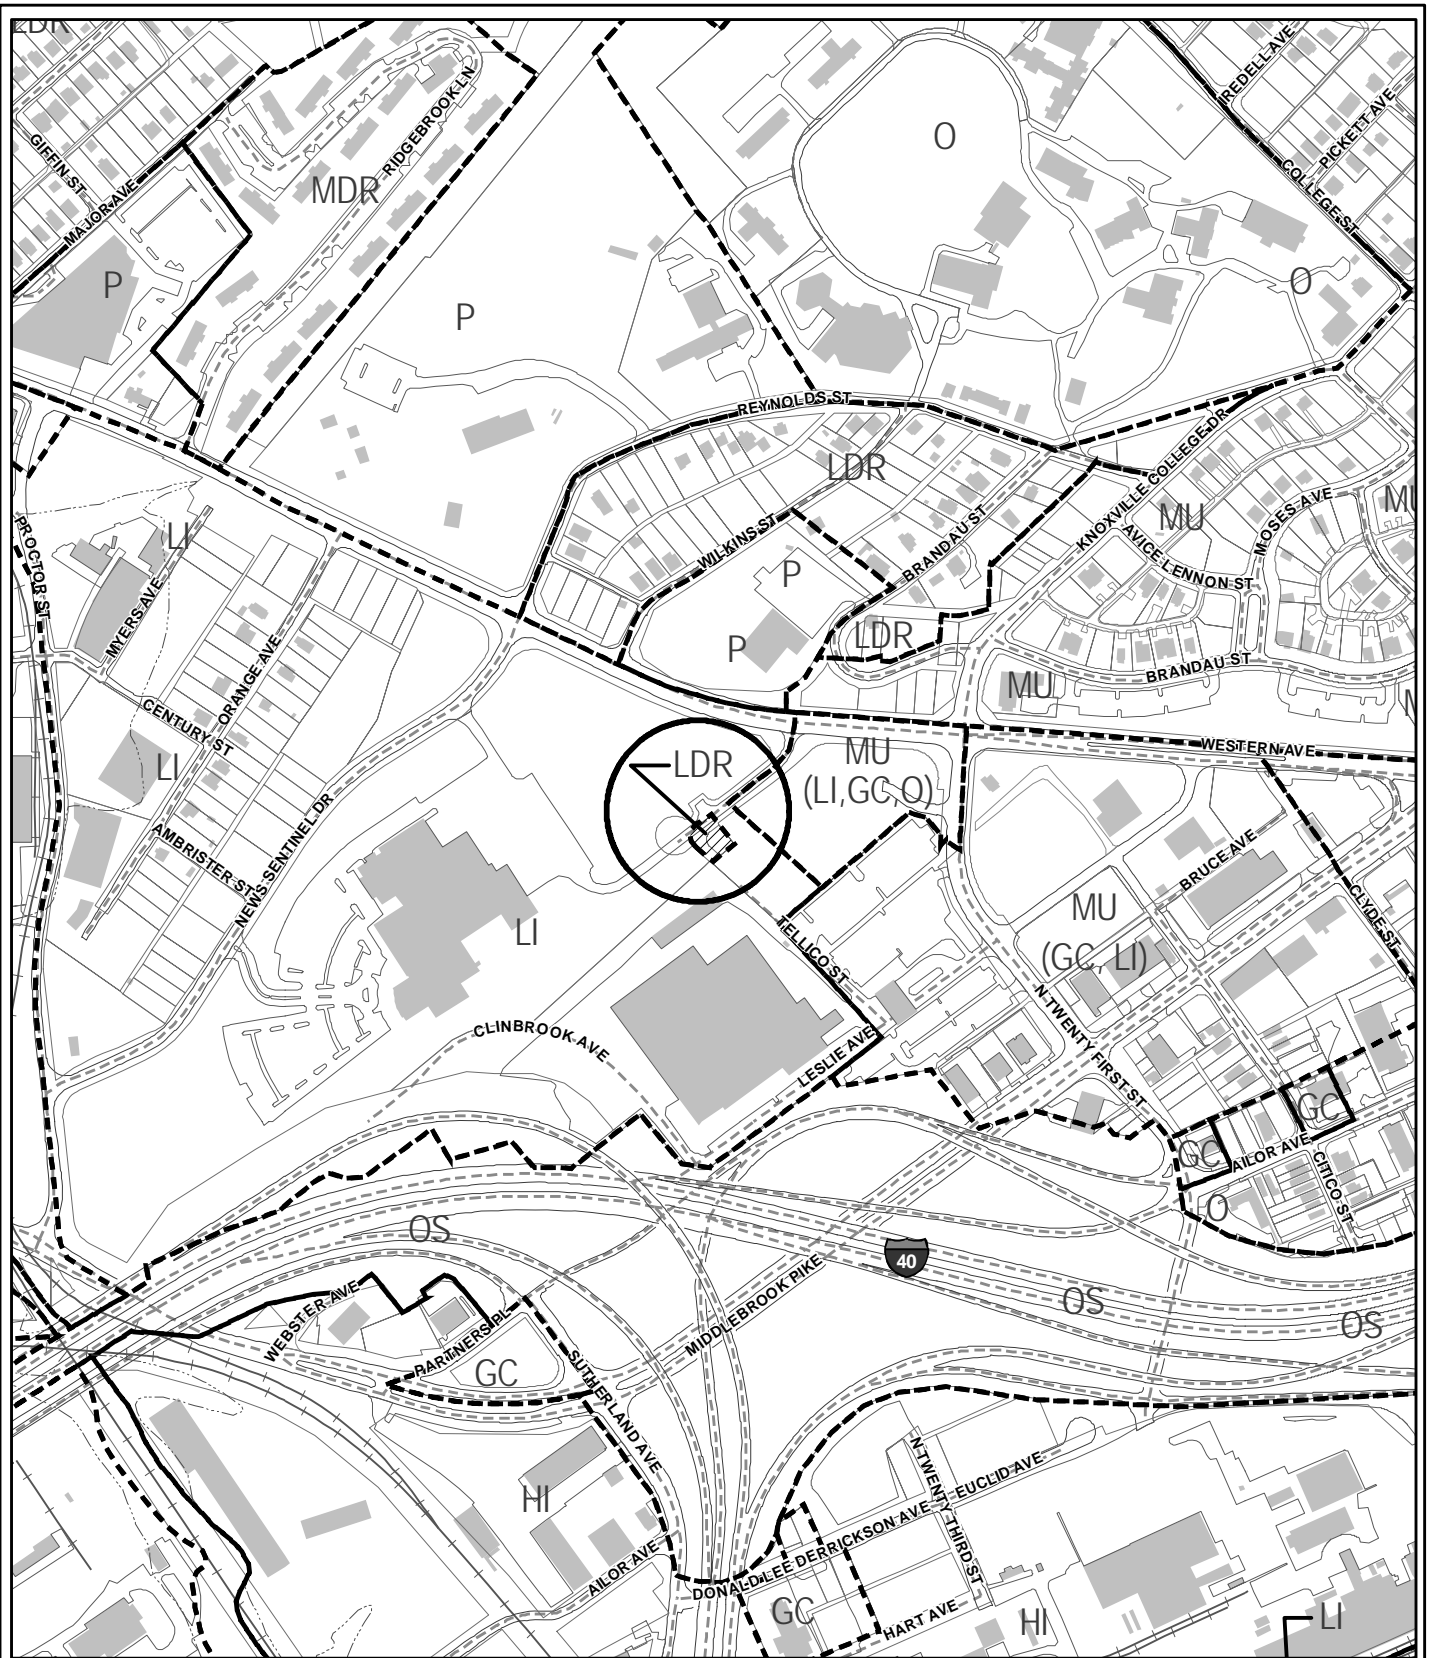 LDR
IREDELL AVE
PICKETT AVE
RIDGEBROOK LN
O
GIFFIN ST
MDR
COLLEGE ST
MAJOR AVE
P
O
P
REYNOLDS ST
LDR
KNOXVILLE COLLEGE DR
MU
MOSES AVE
MU
PROCTOR ST
LI
WILKINS ST
BRANDAU ST
AVICE LENNON ST
P
MYERS AVE
LDR
P
ORANGE AVE
BRANDAU ST
MU
CENTURY ST
WESTERN AVE
LI
LDR
MU
(LI,GC,O)
NEWS SENTINEL DR
AMBRISTER ST
BRUCE AVE
CLYDE ST
MU
(GC, LI)
LI
TELLICO ST
N TWENTY FIRST ST
CLINBROOK AVE
LESLIE AVE
GC
GC
AILOR AVE
CITICO ST
O
OS
40
MIDDLEBROOK PIKE
OS
OS
WEBSTER AVE
PARTNERS PL
GC
SUTHERLAND AVE
N TWENTY THIRD ST
EUCLID AVE
HI
DONALD LEE DERRICKSON AVE
AILOR AVE
GC
HART AVE
HI
LI